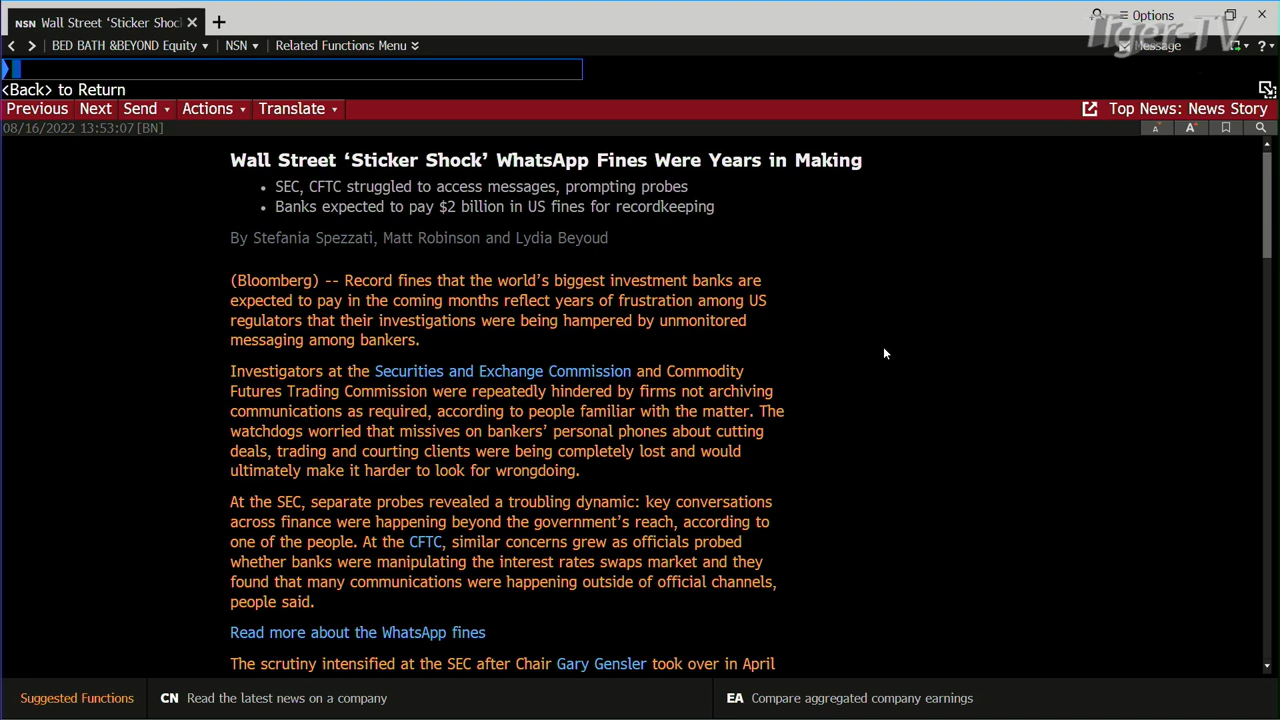 NSN Wall Street ‘Sticker Shoc
Options
BED BATH &BEYOND Equity NSN Related Functions Menu
Message
Tiger-TV
<Back> to Return
Previous Next Send Actions Translate Top News: News Story
08/16/2022 13:53:07[BN]
A A
Wall Street ‘Sticker Shock’ WhatsApp Fines Were Years in Making
• SEC, CFTC struggled to access messages, prompting probes
• Banks expected to pay $2 billion in US fines for recordkeeping
By Stefania Spezzati, Matt Robinson and Lydia Beyoud
(Bloomberg) -- Record fines that the world’s biggest investment banks are
expected to pay in the coming months reflect years of frustration among US
regulators that their investigations were being hampered by unmonitored
messaging among bankers.
Investigators at the Securities and Exchange Commission and Commodity
Futures Trading Commission were repeatedly hindered by firms not archiving
communications as required, according to people familiar with the matter. The
watchdogs worried that missives on bankers’ personal phones about cutting
deals, trading and courting clients were being completely lost and would
ultimately make it harder to look for wrongdoing.
At the SEC, separate probes revealed a troubling dynamic: key conversations
across finance were happening beyond the government’s reach, according to
one of the people. At the CFTC, similar concerns grew as officials probed
whether banks were manipulating the interest rates swaps market and they
found that many communications were happening outside of official channels,
people said.
Read more about the WhatsApp fines
The scrutiny intensified at the SEC after Chair Gary Gensler took over in April
Suggested Functions CN Read the latest news on a company EA Compare aggregated company earnings